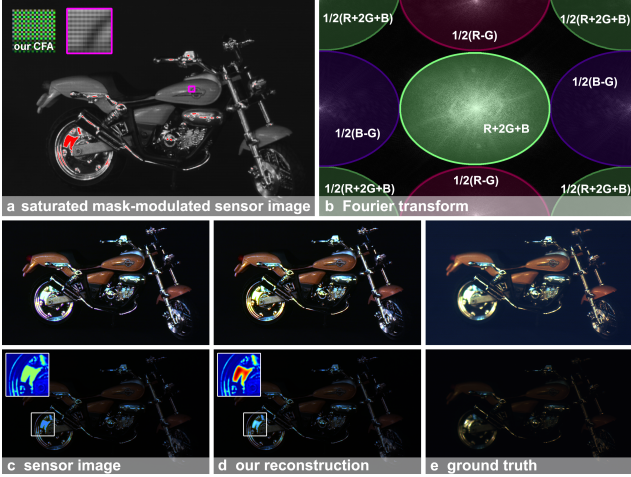 our CFA
a saturated mask-modulated sensor image
1/2(R+2G+B)
1/2(R-G)
1/2(R+2G+B)
1/2(B-G)
R+2G+B
1/2(B-G)
1/2(R+2G+B)
1/2(R-G)
1/2(R+2G+B)
b Fourier transform
c sensor image
d our reconstruction
e ground truth